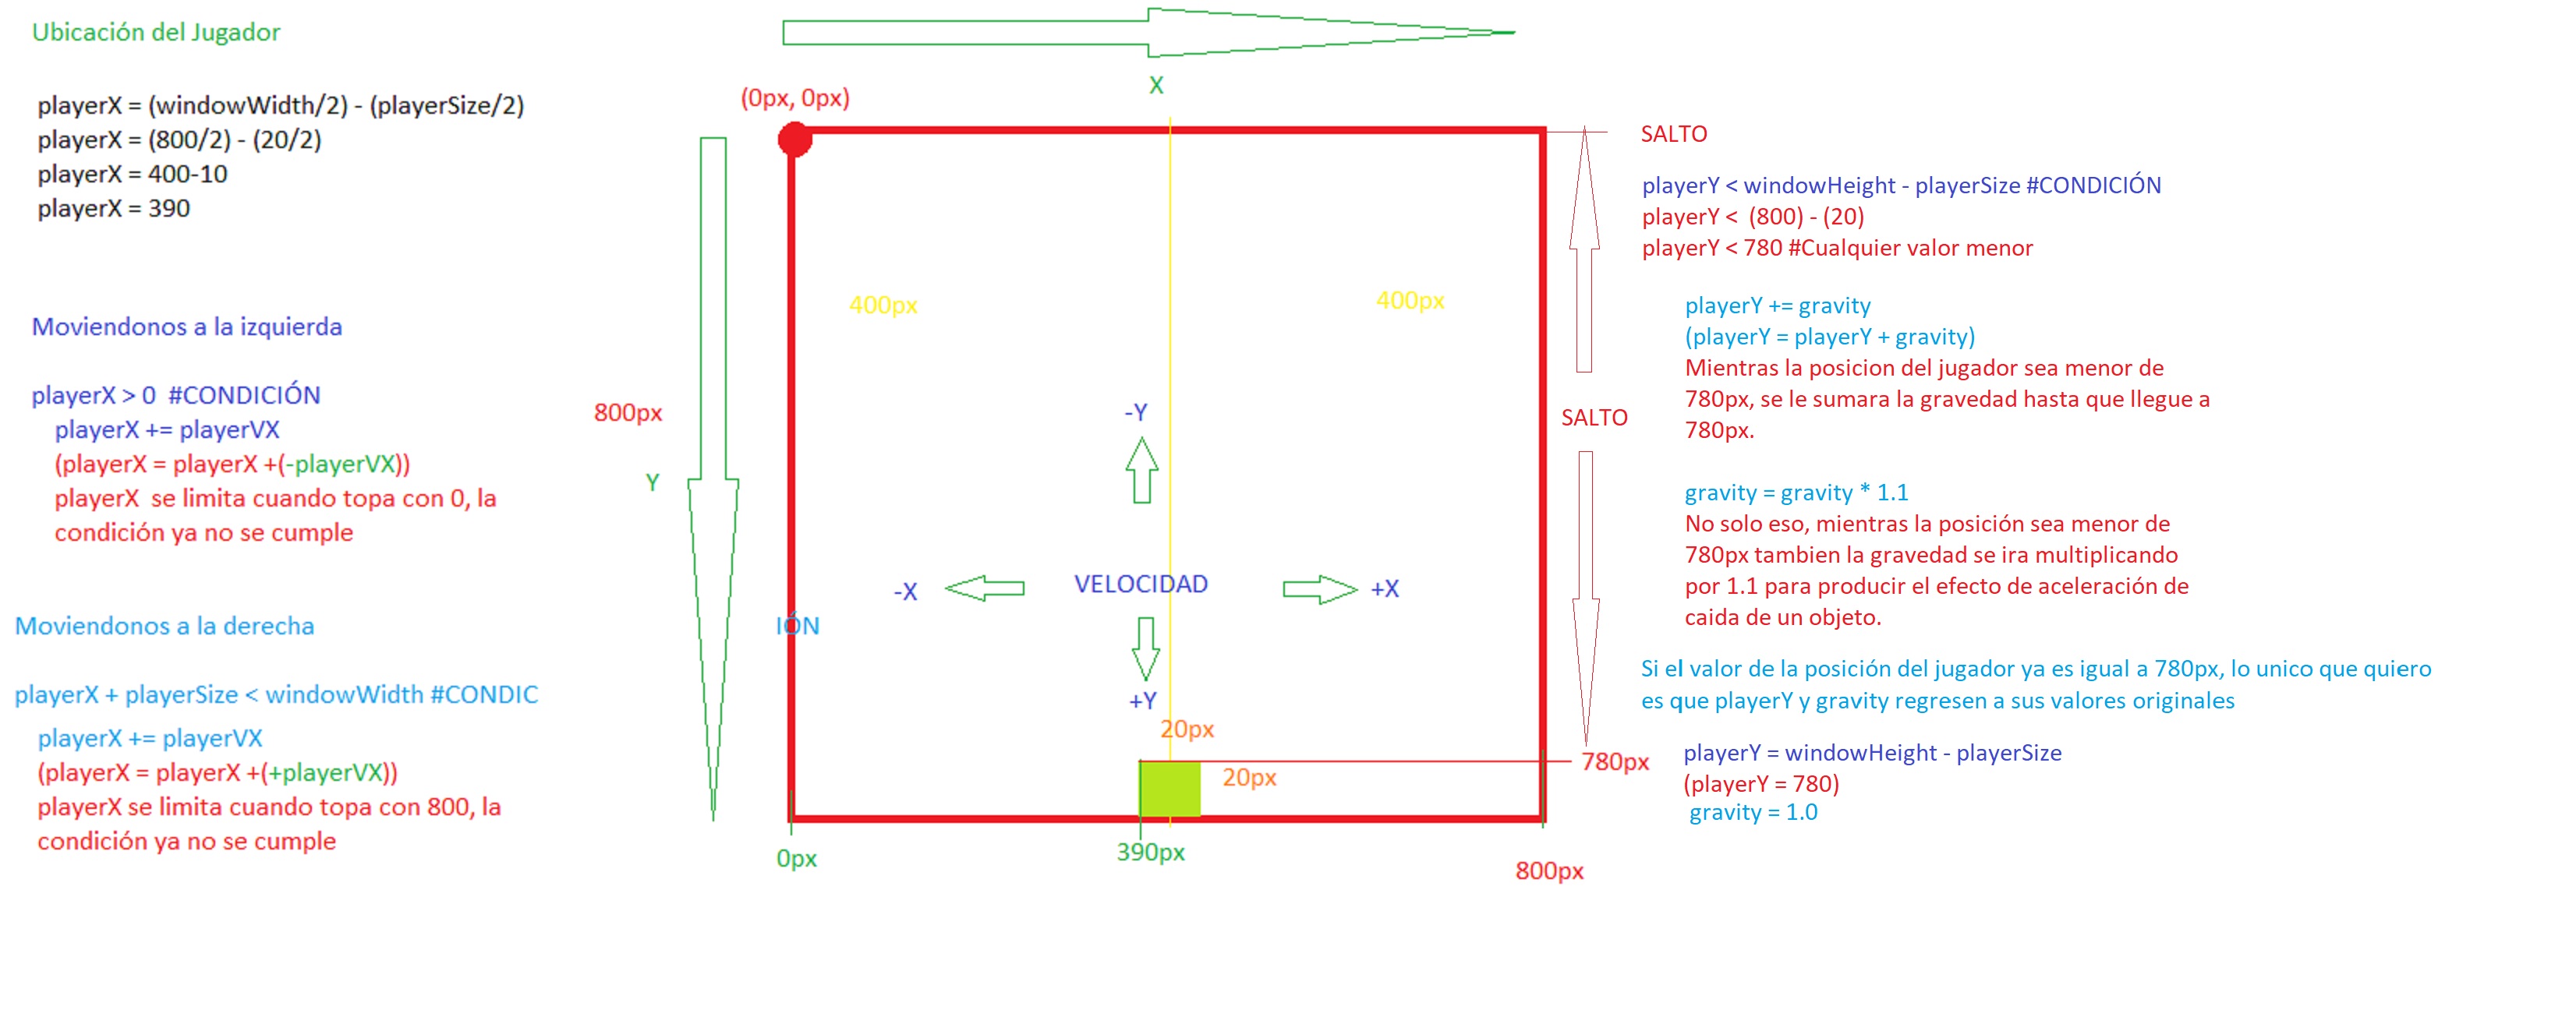 Ubicación del Jugador
playerX = (windowWidth/2) - (playerSize/2)
playerX = (800/2) - (20/2)
playerX = 400-10
playerX = 390
Moviendonos a la izquierda
playerX > 0 #CONDICIÓN
playerX += playerVX
(playerX = playerX +(-playerVX))
playerX se limita cuando topa con 0, la
condición ya no se cumple
Moviendonos a la derecha
playerX + playerSize < windowWidth #CONDIC
IÓN
playerX += playerVX
(playerX = playerX +(+playerVX))
playerX se limita cuando topa con 800, la
condición ya no se cumple
X
(0px, 0px)
400px
400px
800px
Y
-Y
-X
VELOCIDAD
+X
+Y
20px
20px
780px
0px
390px
800px
SALTO
SALTO
playerY < windowHeight - playerSize #CONDICIÓN
playerY < (800) - (20)
playerY < 780 #Cualquier valor menor
playerY += gravity
(playerY = playerY + gravity)
Mientras la posicion del jugador sea menor de
780px, se le sumara la gravedad hasta que llegue a
780px.
gravity = gravity * 1.1
No solo eso, mientras la posición sea menor de
780px tambien la gravedad se ira multiplicando
por 1.1 para producir el efecto de aceleración de
caida de un objeto.
Si el valor de la posición del jugador ya es igual a 780px, lo unico que quiero
es que playerY y gravity regresen a sus valores originales
playerY = windowHeight - playerSize
(playerY = 780)
gravity = 1.0